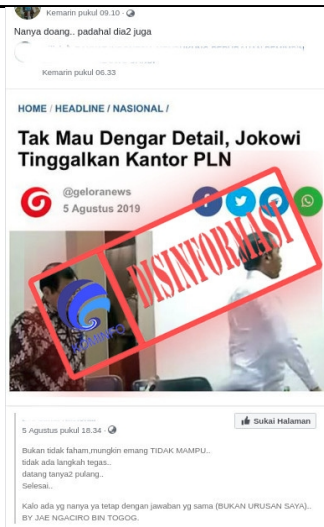 Kemarin pukul 09.10 ·
Nanya doang.. padahal dia2 juga
Kemarin pukul 06.33
HOME / HEADLINE / NASIONAL /
Tak Mau Dengar Detail, Jokowi
Tinggalkan Kantor PLN
@geloranews
5 Agustus 2019
DISINFORMASI
KOMINFO
Suka Halaman
5 Agustus pukul 18.34 ·
Bukan tidak faham,mungkin emang TIDAK MAMPU..
tidak ada langkah tegas..
datang tanya2 pulang..
Selesai..
Kalo ada yg nanya ya tetap dengan jawaban yg sama (BUKAN URUSAN SAYA)..
BY JAE NGACIRO BIN TOGOG.